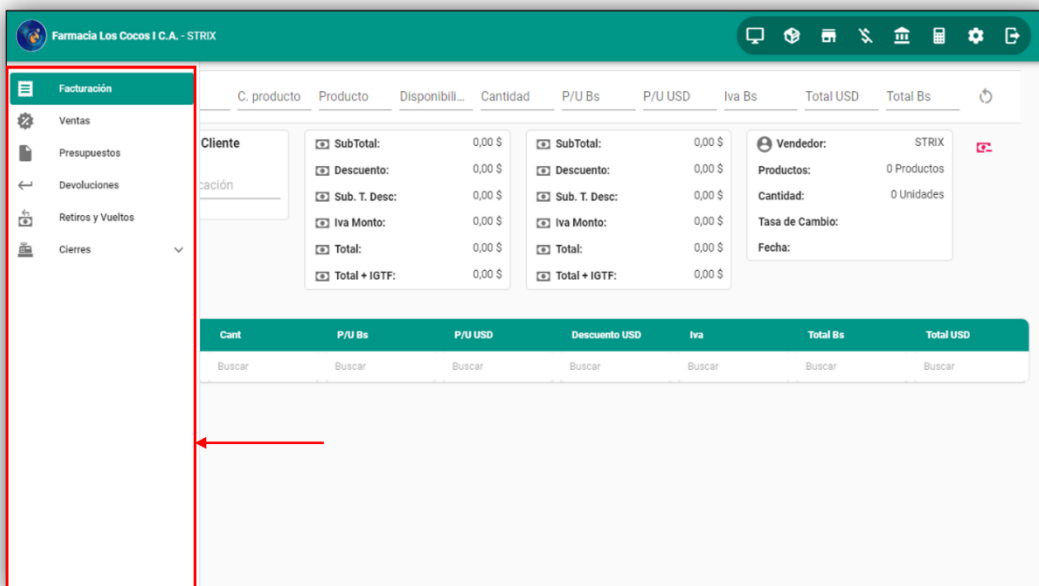 Farmacia Los Cocos I C.A. - STRIX
Facturación
Ventas
Presupuestos
Devoluciones
Retiros y Vueltos
Cierres
C. producto Producto Disponibili... Cantidad P/U Bs P/U USD Iva Bs Total USD Total Bs
Cliente
cación
SubTotal: 0,00 $
Descuento: 0,00 $
Sub. T. Desc: 0,00 $
Iva Monto: 0,00 $
Total: 0,00 $
Total + IGTF: 0,00 $
SubTotal: 0,00 $
Descuento: 0,00 $
Sub. T. Desc: 0,00 $
Iva Monto: 0,00 $
Total: 0,00 $
Total + IGTF: 0,00 $
Vendedor: STRIX
Productos: 0 Productos
Cantidad: 0 Unidades
Tasa de Cambio:
Fecha:
Cant P/U Bs P/U USD Descuento USD Iva Total Bs Total USD
Buscar Buscar Buscar Buscar Buscar Buscar Buscar